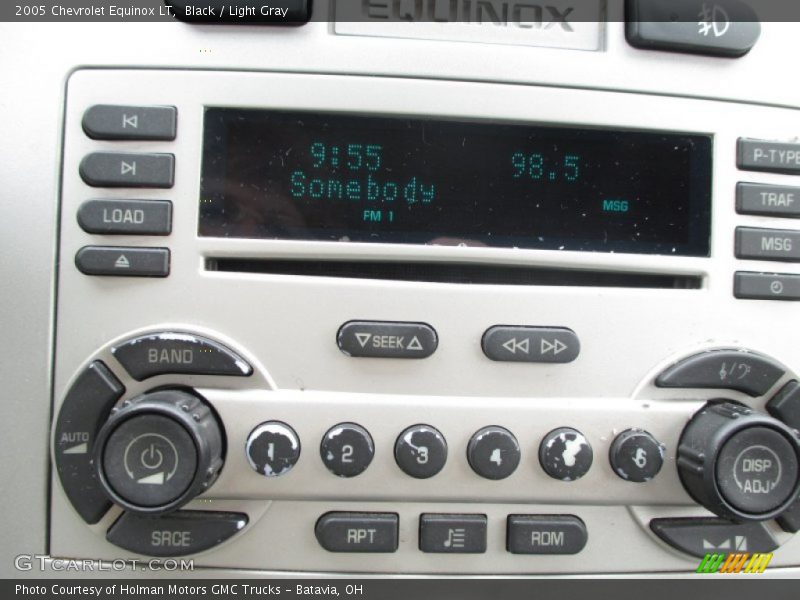 2005 Chevrolet Equinox LT, Black / Light Gray
EQUINOX
9:55 98.5
Somebody
FM 1 MSG
P-TYPE
LOAD
TRAF
MSG
SEEK
BAND
AUTO
1 2 3 4 6
DISP
ADJ
SRCE
RPT
RDM
GTCARLOT.COM
Photo Courtesy of Holman Motors GMC Trucks - Batavia, OH